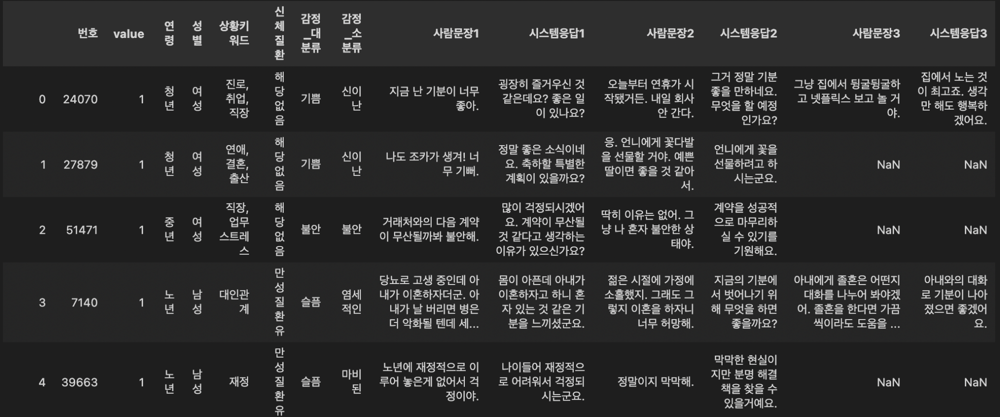 번호 value 연령 성별 상황키워드 신체질환 감정_대분류 감정_소분류 사람문장1 시스템응답1 사람문장2 시스템응답2 사람문장3 시스템응답3
0 24070 1 청년 여성 진로, 취업, 직장 해당없음 기쁨 신이 난 지금 난 기분이 너무 좋아. 굉장히 즐거우신 것 같은데요? 좋은 일이 있나요? 오늘부터 연휴가 시작됐거든. 내일 회사 안 간다. 그거 정말 기분 좋을 만하네요. 무엇을 할 예정인가요? 그냥 집에서 뒹굴뒹굴하고 넷플릭스 보고 놀 거야. 집에서 노는 것이 최고죠. 생각만 해도 행복하겠어요.
1 27879 1 청년 여성 연애, 결혼, 출산 해당없음 기쁨 신이 난 나도 조카가 생겨! 너무 기뻐. 정말 좋은 소식이네요. 축하할 특별한 계획이 있을까요? 응. 언니에게 꽃다발을 선물할 거야. 예쁜 딸이면 좋을 것 같아서. 언니에게 꽃을 선물하려고 하시는군요. NaN NaN
2 51471 1 중년 여성 직장, 업무 스트레스 해당없음 불안 불안 거래처와의 다음 계약이 무산될까봐 불안해. 많이 걱정되시겠어요. 계약이 무산될 것 같다고 생각하는 이유가 있으신가요? 딱히 이유는 없어. 그냥 나 혼자 불안한 상태야. 계약을 성공적으로 마무리하실 수 있기를 기원해요. NaN NaN
3 7140 1 노년 남성 대인관계 만성질환 유 슬픔 염세적인 당뇨로 고생 중인데 아내가 이혼하자더군. 아내가 날 버리면 병은 더 악화될 텐데 세... 몸이 아픈데 아내가 이혼하자고 하니 혼자 있는 것 같은 기분을 느끼셨군요. 젊은 시절에 가정에 소홀했지. 그래도 그렇지 이혼을 하자니 너무 허망해. 지금의 기분에서 벗어나기 위해 무엇을 하면 좋을까요? 아내에게 졸혼은 어떤지 대화를 나누어 봐야겠어. 졸혼을 한다면 가끔씩이라도 도움을 ... 아내와의 대화로 기분이 나아졌으면 좋겠어요.
4 39663 1 노년 남성 재정 만성질환 유 슬픔 마비된 노년에 재정적으로 이루어 놓은게 없어서 걱정이야. 나이들어 재정적으로 어려워서 걱정되시는군요. 정말이지 막막해. 막막한 현실이지만 분명 해결책을 찾을 수 있을거예요. NaN NaN